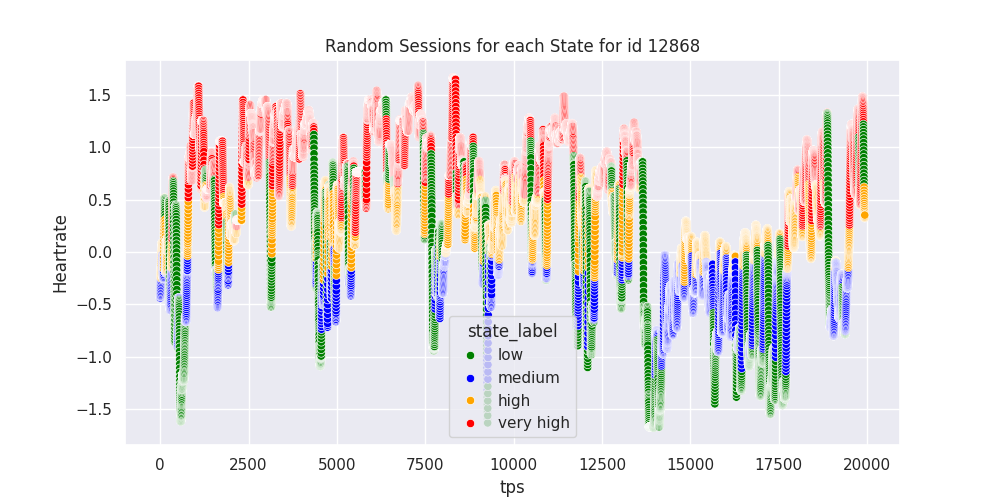 Random Sessions for each State for id 12868
Heartrate
1.5
1.0
0.5
0.0
−0.5
−1.0
−1.5
state_label
low
medium
high
very high
0 2500 5000 7500 10000 12500 15000 17500 20000
tps